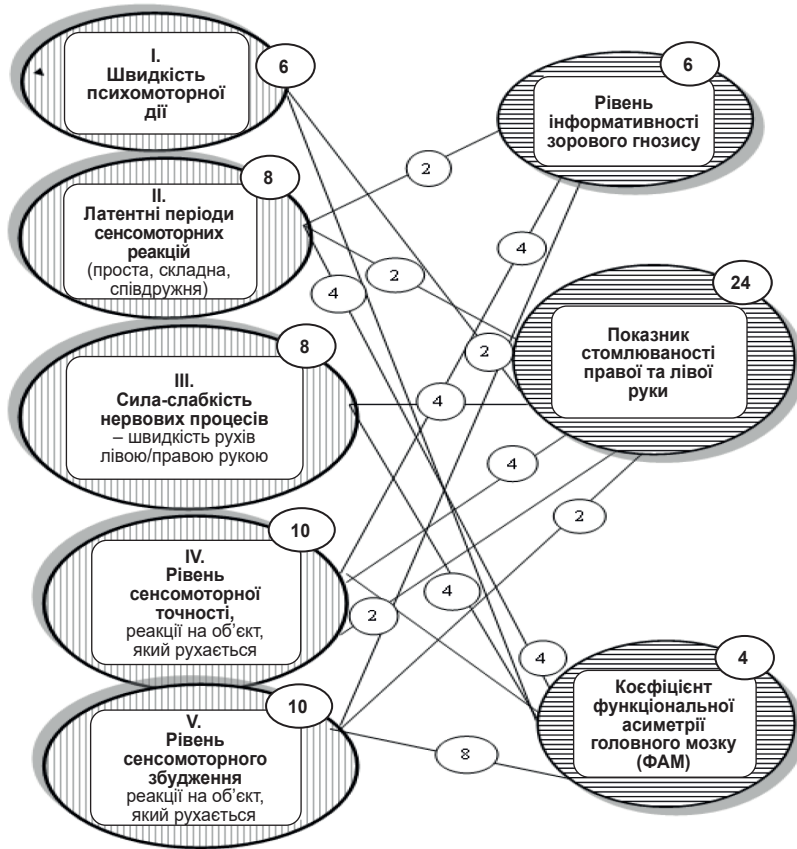 I.
Швидкість
психомоторної
дії
6
II.
Латентні періоди
сенсомоторних
реакцій
(проста, складна,
співдружня)
8
III.
Сила-слабкість
нервових процесів
– швидкість рухів
лівою/правою рукою
8
IV.
Рівень
сенсомоторної
точності,
реакції на об’єкт,
який рухається
10
V.
Рівень
сенсомоторного
збудження
реакції на об’єкт,
який рухається
10
2
4
2
4
2
4
4
2
4
2
4
8
6
Рівень
інформативності
зорового гнозису
24
Показник
стомлюваності
правої та лівої
руки
4
Коєфіцієнт
функціональної
асиметрії
головного мозку
(ФАМ)